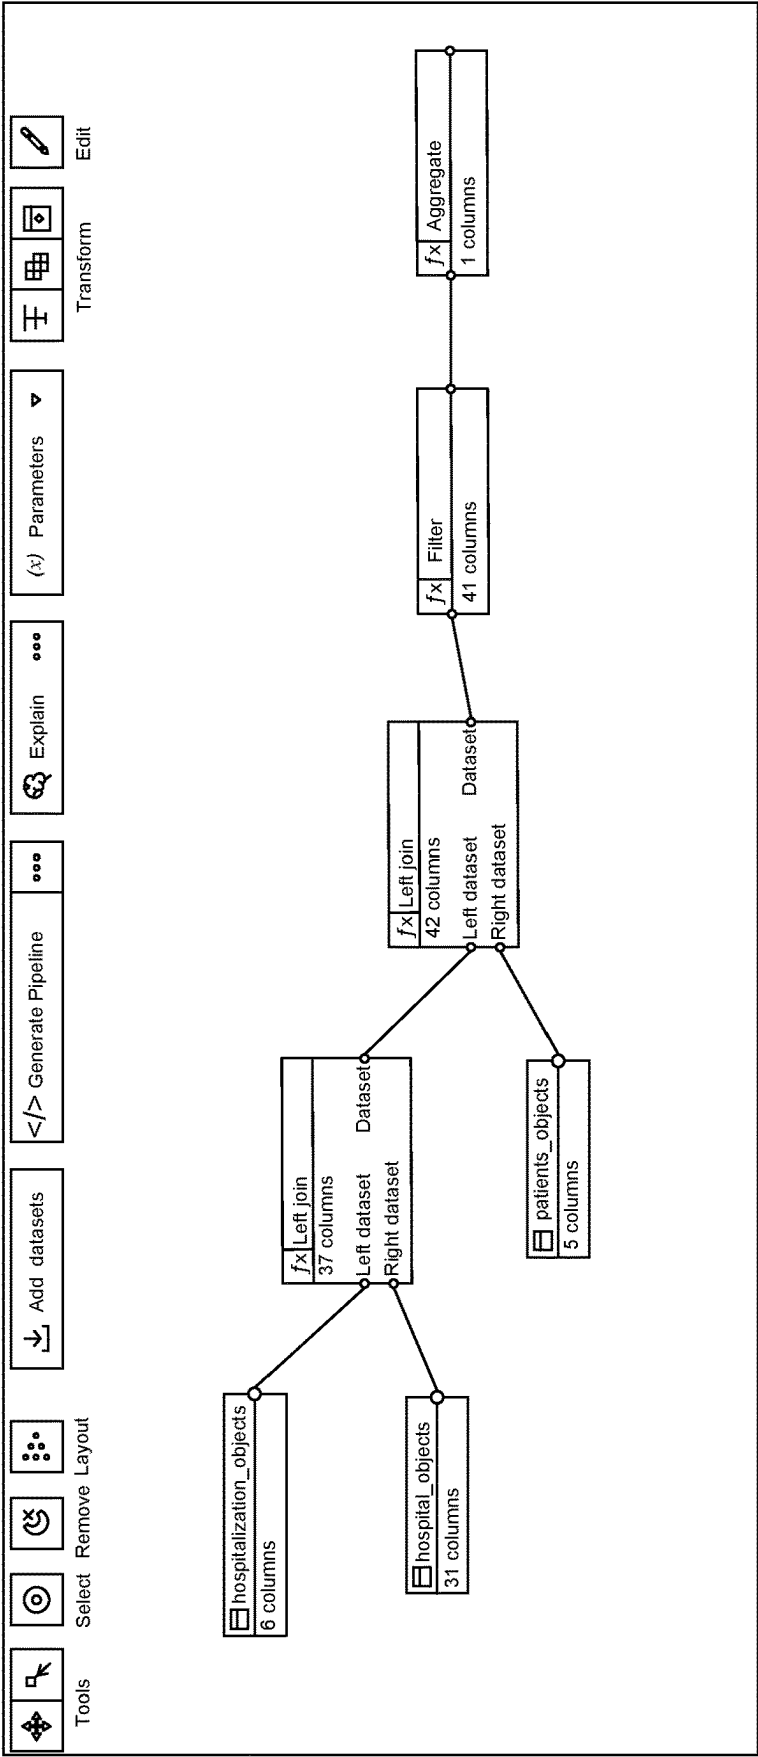 Tools
Select
Remove
Layout
Add datasets
</> Generate Pipeline
Explain
(x) Parameters
Transform
Edit
hospitalization_objects
6 columns
hospital_objects
31 columns
fx Left join
37 columns
Left dataset Dataset
Right dataset
patients_objects
5 columns
fx Left join
42 columns
Left dataset Dataset
Right dataset
fx Filter
41 columns
fx Aggregate
1 columns